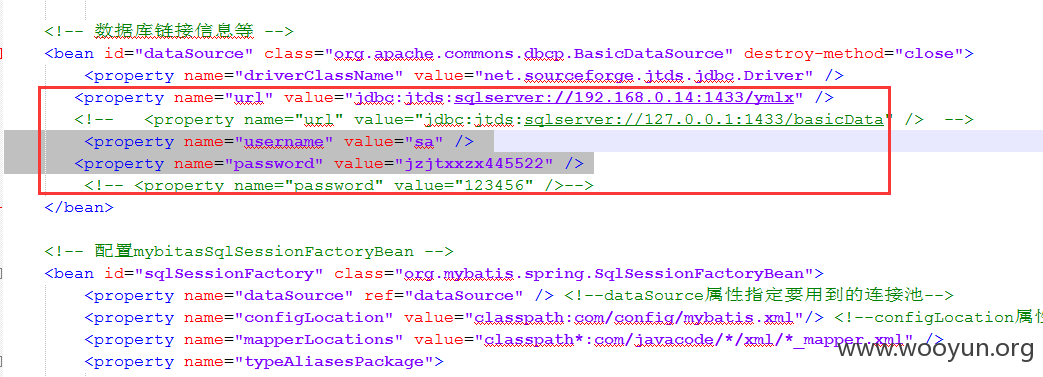 <!-- 数据库链接信息等 -->
<bean id="dataSource" class="org.apache.commons.dbcp.BasicDataSource" destroy-method="close">
<property name="driverClassName" value="net.sourceforge.jtds.jdbc.Driver" />
<property name="url" value="jdbc:jtds:sqlserver://192.168.0.14:1433/ymlx" />
<!-- <property name="url" value="jdbc:jtds:sqlserver://127.0.0.1:1433/basicData" /> -->
<property name="username" value="sa" />
<property name="password" value="jzjtxxzx445522" />
<!-- <property name="password" value="123456" />-->
</bean>
<!-- 配置mybitasSqlSessionFactoryBean -->
<bean id="sqlSessionFactory" class="org.mybatis.spring.SqlSessionFactoryBean">
<property name="dataSource" ref="dataSource" /> <!--dataSource属性指定要用到的连接池-->
<property name="configLocation" value="classpath:com/config/mybatis.xml"/> <!--configLocation属性
<property name="mapperLocations" value="classpath*:com/javacode/*/xml/*_mapper.xml" />
<property name="typeAliasesPackage">
www.wooyun.org